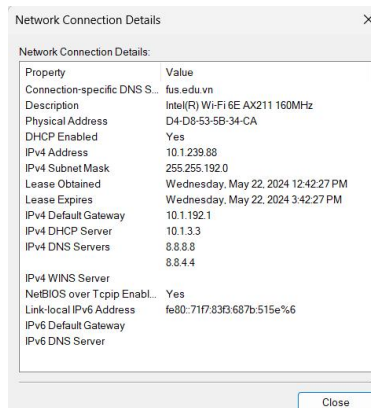 Network Connection Details
Network Connection Details:
Property Value
Connection-specific DNS S... fus.edu.vn
Description Intel(R) Wi-Fi 6E AX211 160MHz
Physical Address D4-D8-53-5B-34-CA
DHCP Enabled Yes
IPv4 Address 10.1.239.88
IPv4 Subnet Mask 255.255.192.0
Lease Obtained Wednesday, May 22, 2024 12:42:27 PM
Lease Expires Wednesday, May 22, 2024 3:42:27 PM
IPv4 Default Gateway 10.1.192.1
IPv4 DHCP Server 10.1.3.3
IPv4 DNS Servers 8.8.8.8
8.8.4.4
IPv4 WINS Server
NetBIOS over Tcpip Enabl... Yes
Link-local IPv6 Address fe80::71f7:83f3:687b:515e%6
IPv6 Default Gateway
IPv6 DNS Server
Close